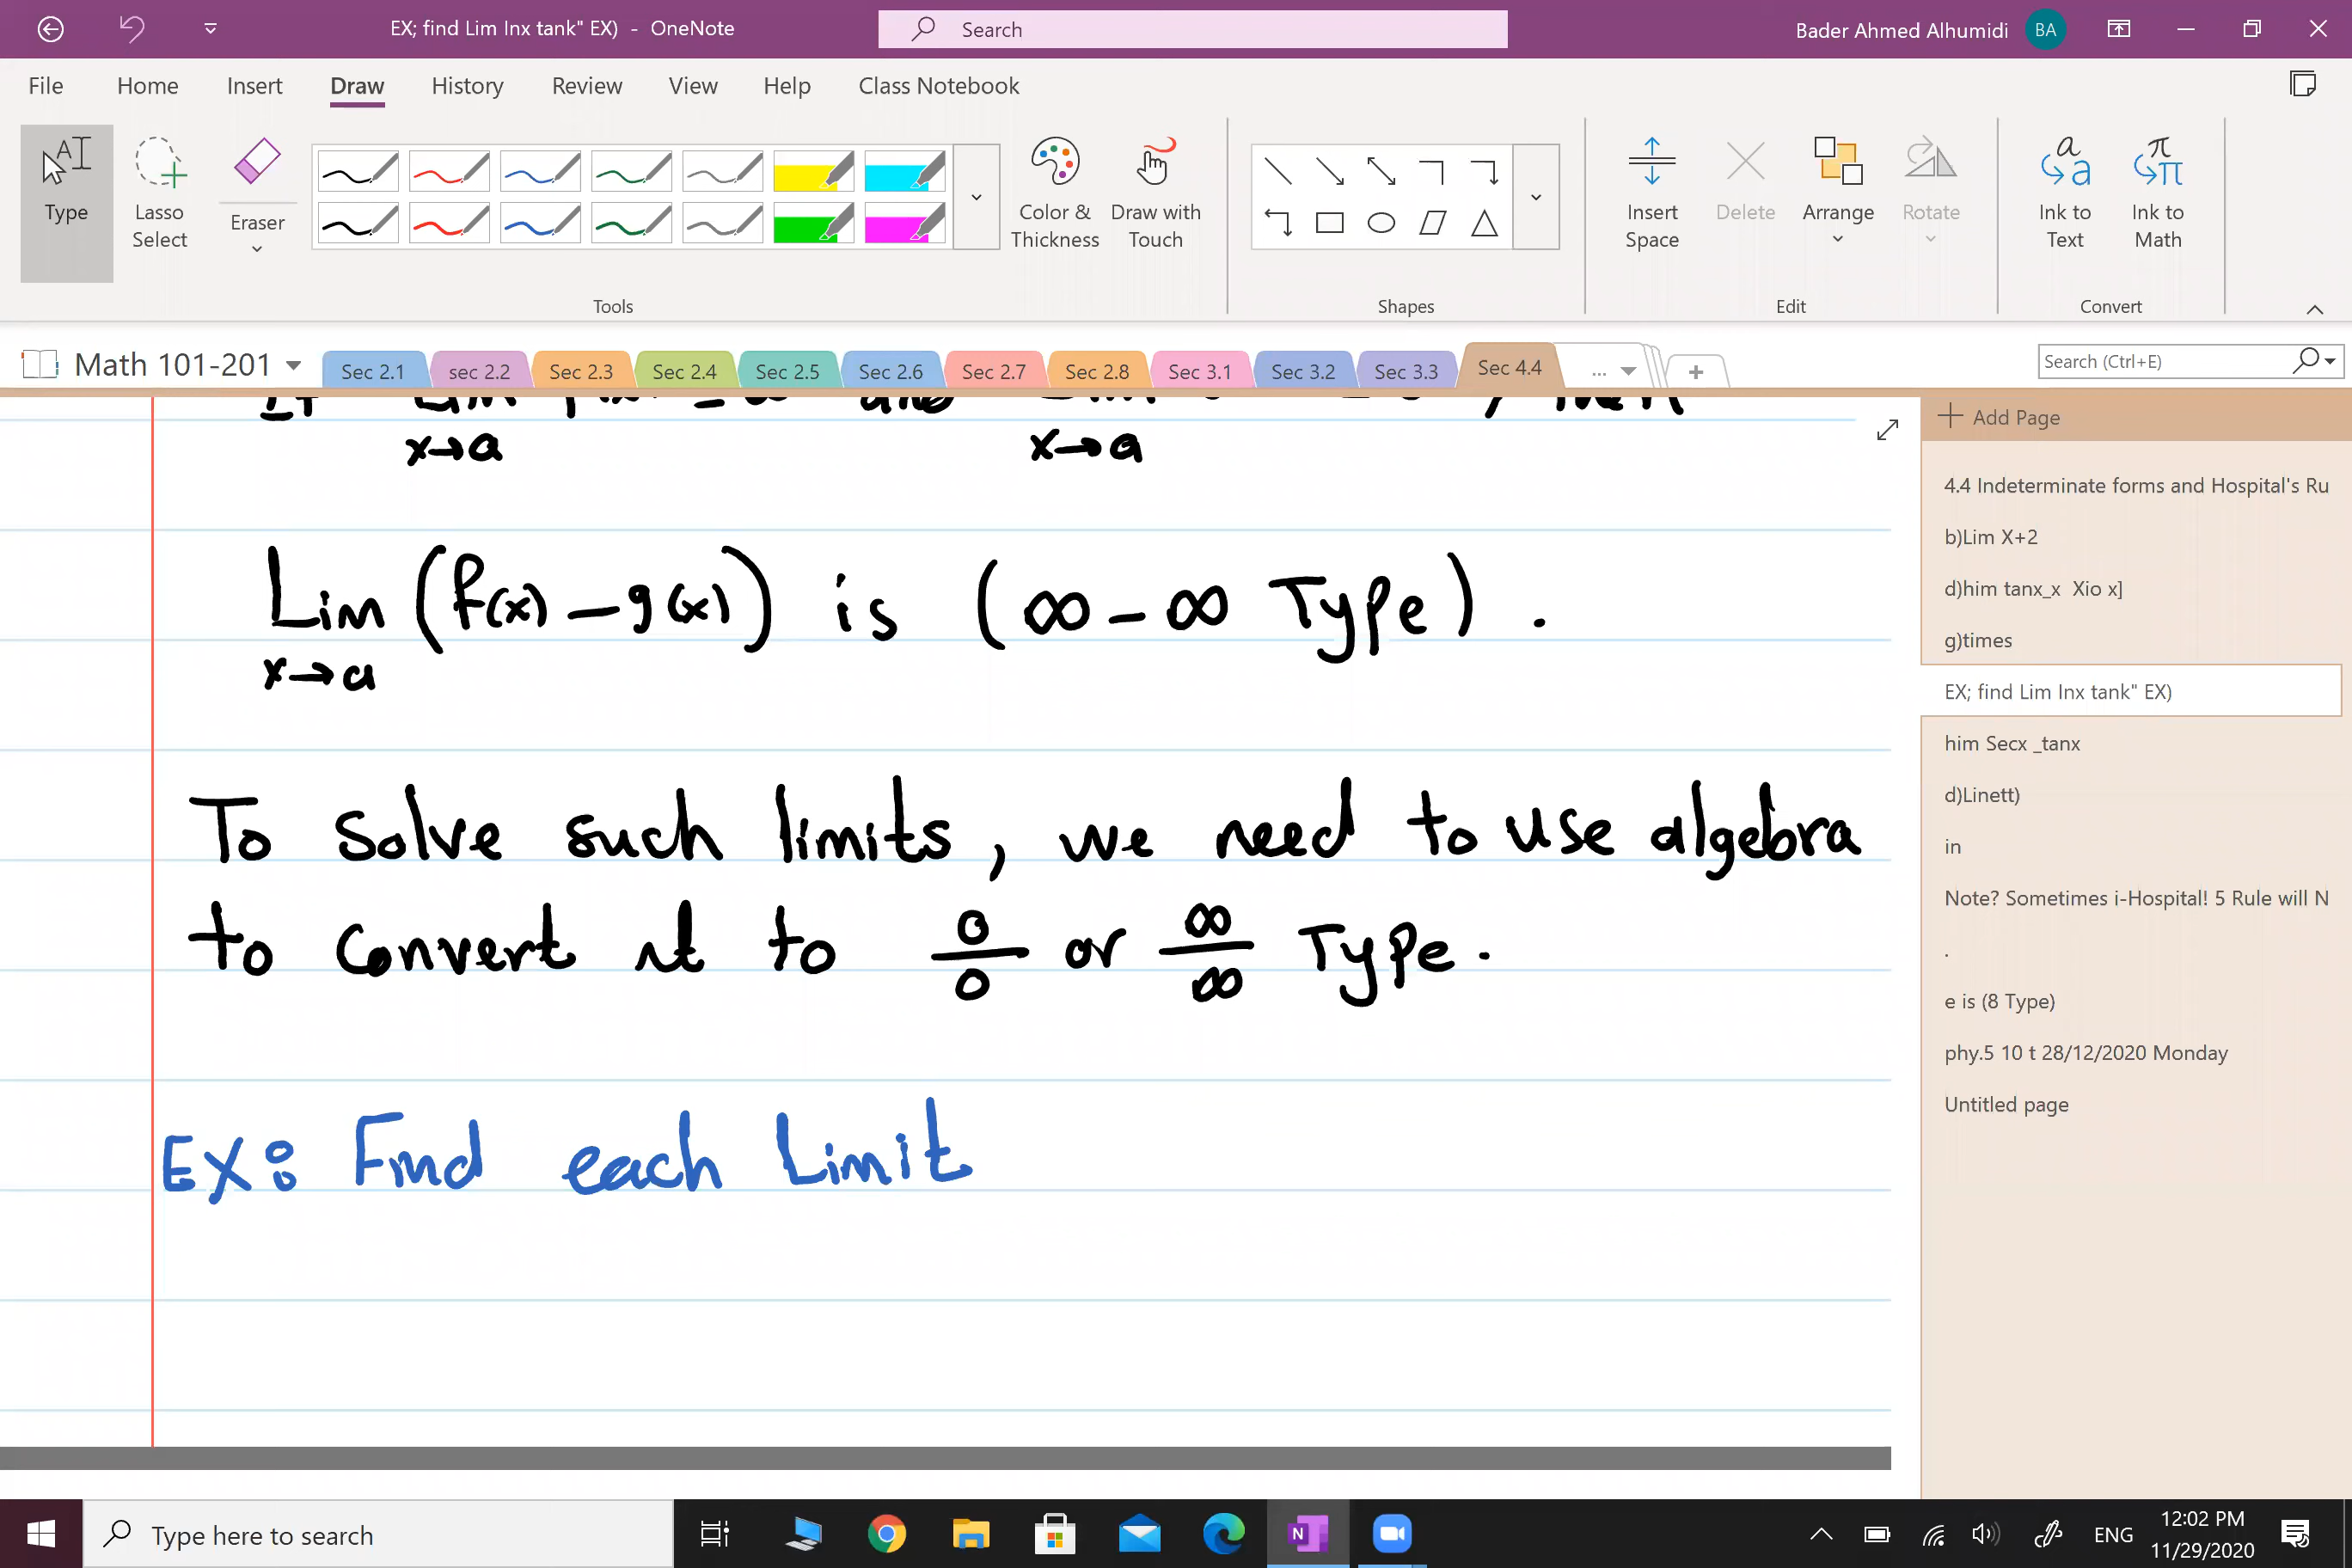 EX; find Lim Inx tank" EX) - OneNote
Search
Bader Ahmed Alhumidi
BA
File Home Insert Draw History Review View Help Class Notebook
Type
Lasso Select
Eraser
Color & Thickness
Draw with Touch
Insert Space
Delete
Arrange
Rotate
Ink to Text
Ink to Math
Tools
Shapes
Edit
Convert
Math 101-201
Sec 2.1 sec 2.2 Sec 2.3 Sec 2.4 Sec 2.5 Sec 2.6 Sec 2.7 Sec 2.8 Sec 3.1 Sec 3.2 Sec 3.3 Sec 4.4 ... +
Search (Ctrl+E)
x→a x→a
Lim (f(x) - g(x)) is (∞ - ∞ Type).
x→a
To solve such limits, we need to use algebra
to convert it to 0/0 or ∞/∞ Type.
EX: Find each Limit
Add Page
4.4 Indeterminate forms and Hospital's Ru
b)Lim X+2
d)him tanx_x Xio x]
g)times
EX; find Lim Inx tank" EX)
him Secx _tanx
d)Linett)
in
Note? Sometimes i-Hospital! 5 Rule will N
.
e is (8 Type)
phy.5 10 t 28/12/2020 Monday
Untitled page
Type here to search
ENG
12:02 PM
11/29/2020